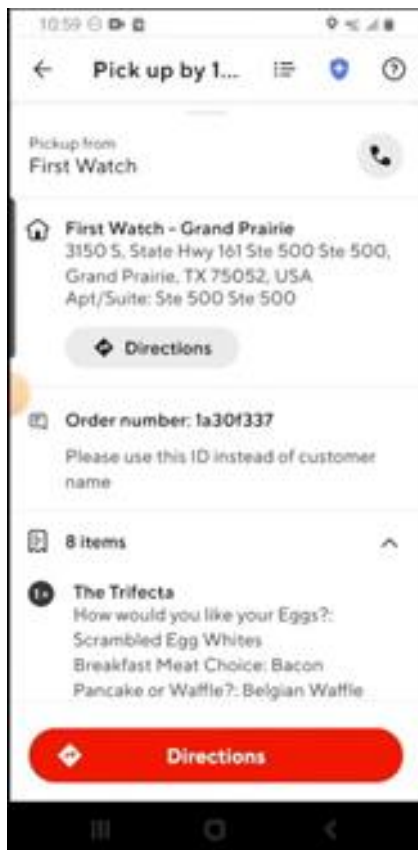 10:59
Pick up by 1...
Pickup from
First Watch
First Watch - Grand Prairie
3150 S. State Hwy 161 Ste 500 Ste 500,
Grand Prairie, TX 75052, USA
Apt/Suite: Ste 500 Ste 500
Directions
Order number: 1a30f337
Please use this ID instead of customer
name
8 items
1×
The Trifecta
How would you like your Eggs?:
Scrambled Egg Whites
Breakfast Meat Choice: Bacon
Pancake or Waffle?: Belgian Waffle
Directions